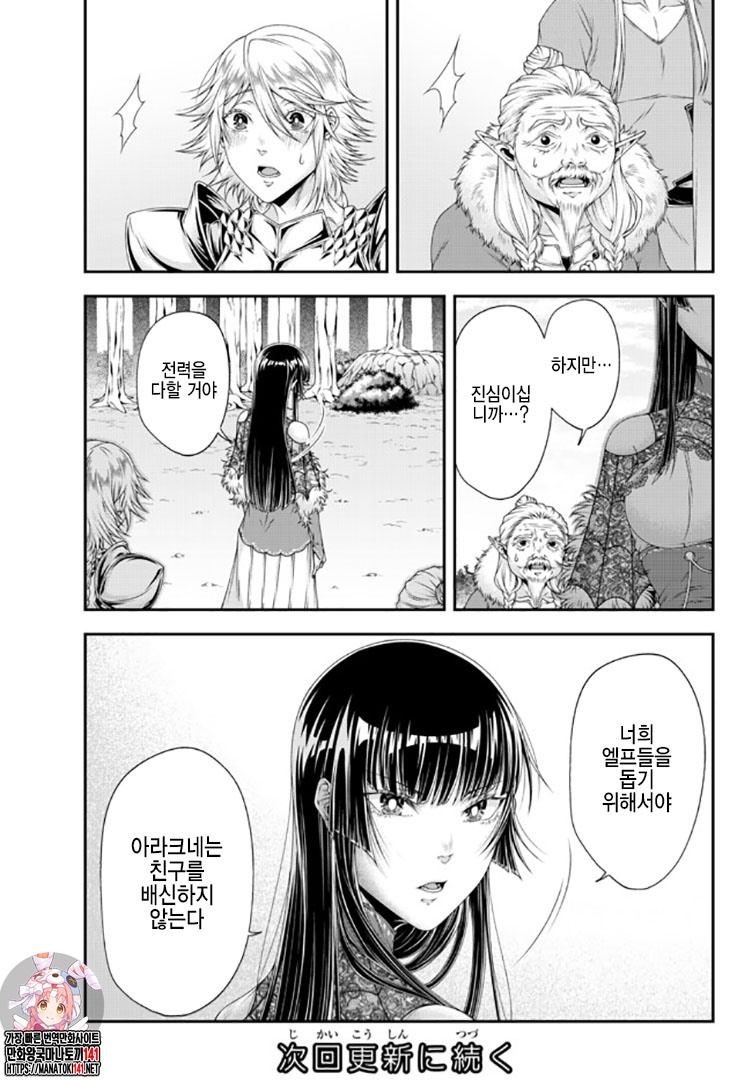 하지만…
진심이십
니까…?
전력을
다할 거야
너희
엘프들을
돕기
위해서야
아라크네는
친구를
배신하지
않는다
じ かい こう しん つづ
次回更新に続く
가장 빠른 번역만화사이트
만화왕국마나토끼141
HTTPS://MANATOKI141.NET